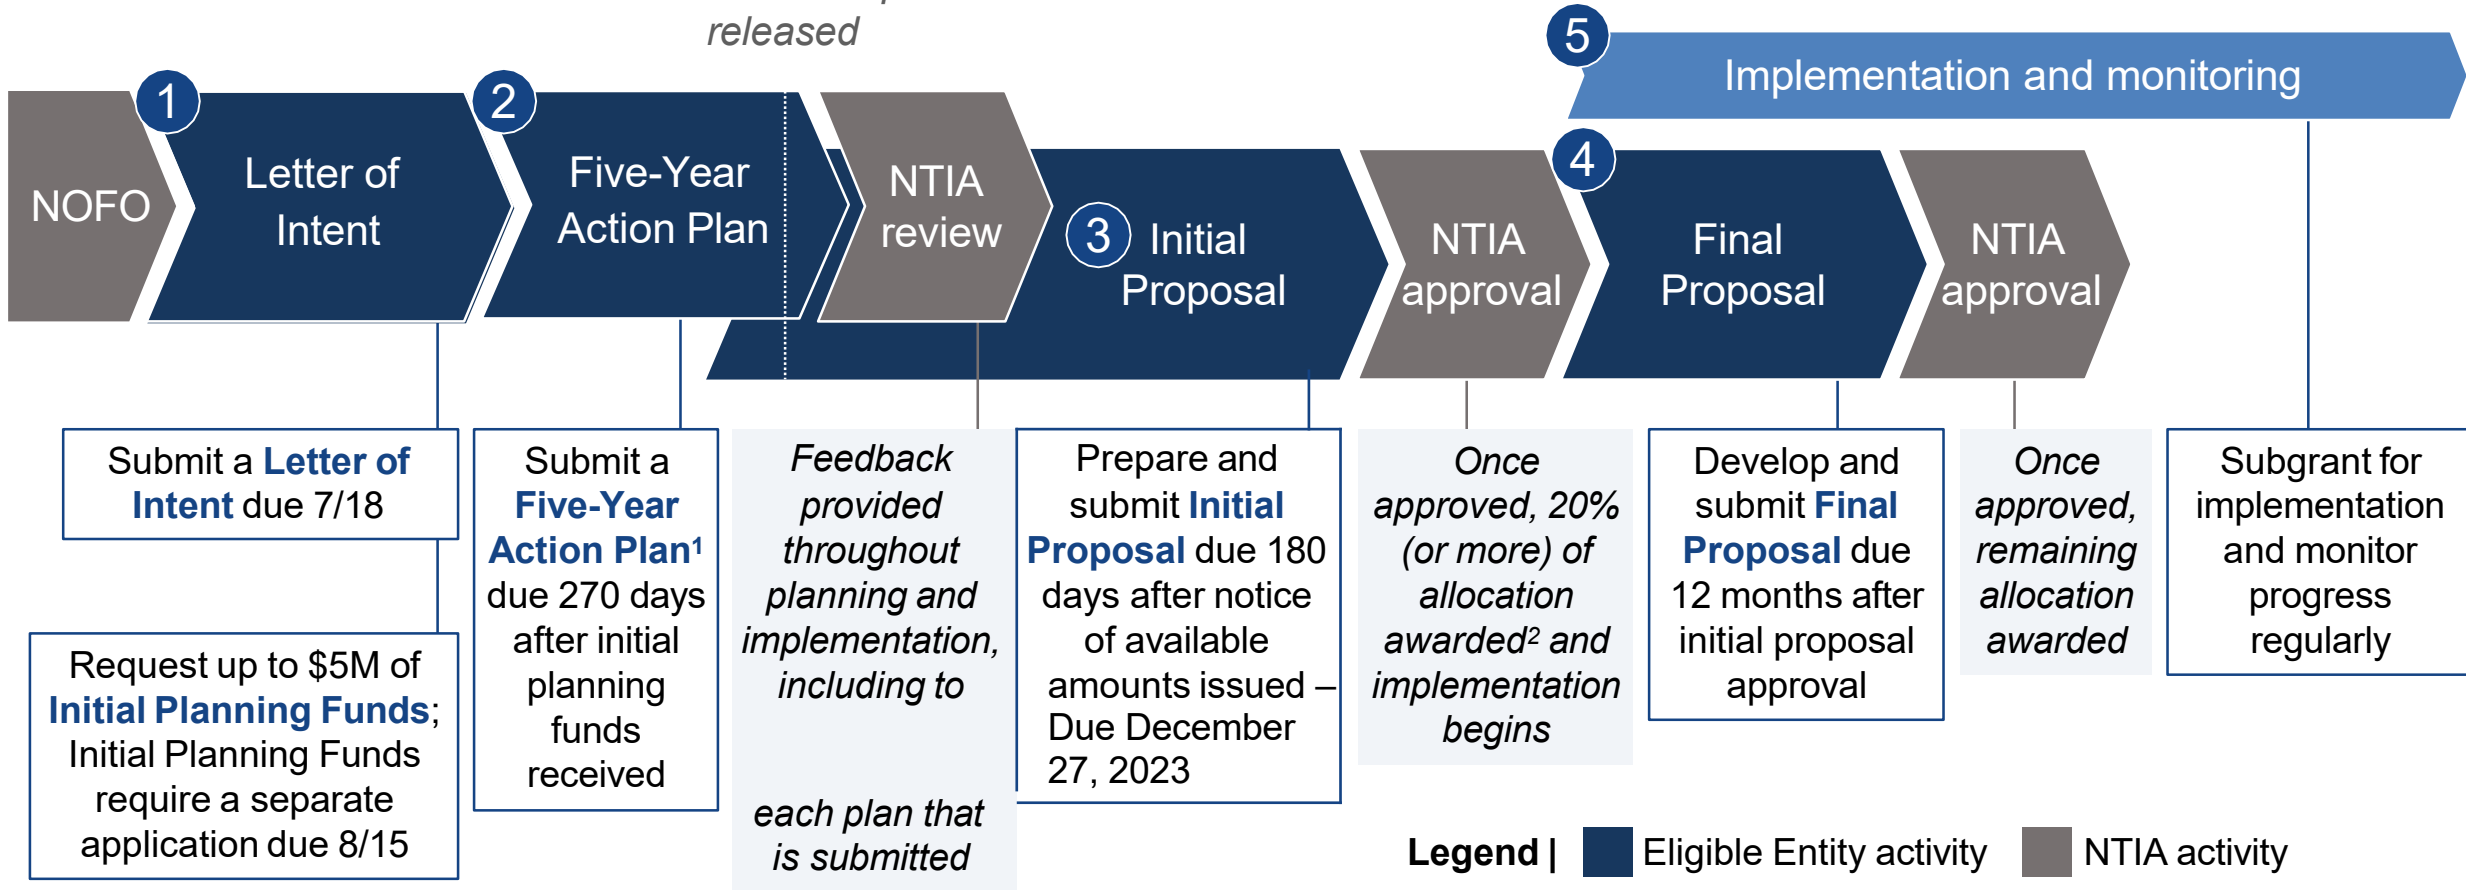 released
5
Implementation and monitoring
NOFO
1
Letter of
Intent
2
Five-Year
Action Plan
NTIA
review
3
Initial
Proposal
NTIA
approval
4
Final
Proposal
NTIA
approval
Submit a Letter of
Intent due 7/18
Request up to $5M of
Initial Planning Funds;
Initial Planning Funds
require a separate
application due 8/15
Submit a
Five-Year
Action Plan¹
due 270 days
after initial
planning
funds
received
Feedback
provided
throughout
planning and
implementation,
including to
each plan that
is submitted
Prepare and
submit Initial
Proposal due 180
days after notice
of available
amounts issued –
Due December
27, 2023
Once
approved, 20%
(or more) of
allocation
awarded² and
implementation
begins
Develop and
submit Final
Proposal due
12 months after
initial proposal
approval
Once
approved,
remaining
allocation
awarded
Subgrant for
implementation
and monitor
progress
regularly
Legend | Eligible Entity activity NTIA activity